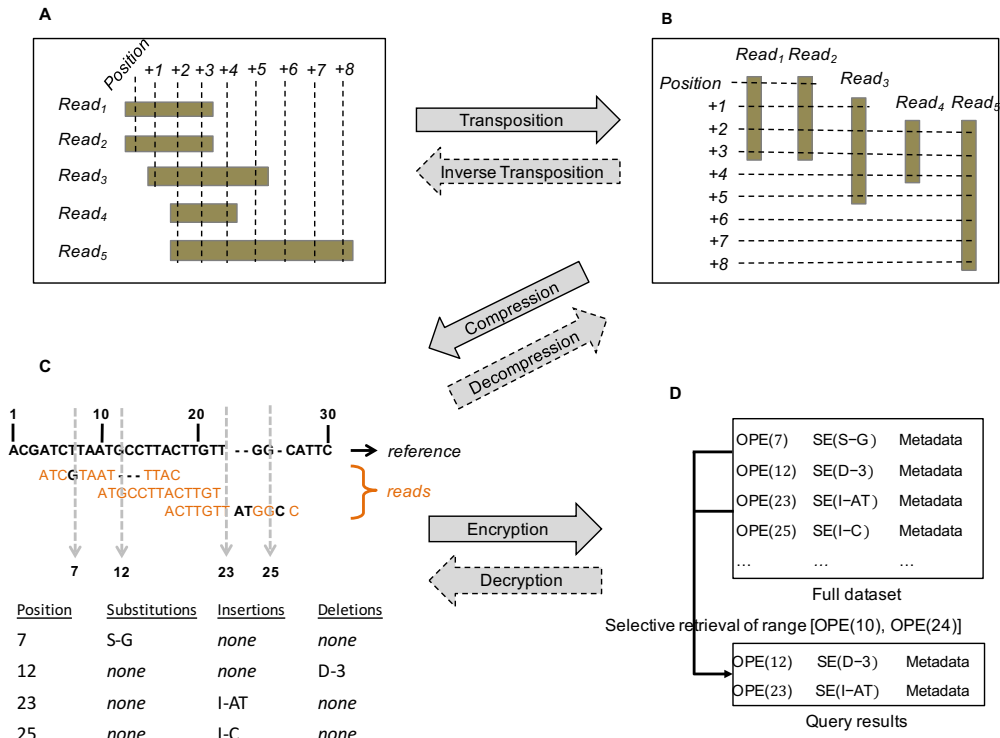 A
Position +1 +2 +3 +4 +5 +6 +7 +8
Read1
Read2
Read3
Read4
Read5
Transposition
Inverse Transposition
B
Read1 Read2 Read3 Read4 Read5
Position
+1
+2
+3
+4
+5
+6
+7
+8
Compression
Decompression
C
1 10 20 30
ACGATCTTAATGCCTTACTTGTT --GG-CATTC reference
ATCGTAAT---TTAC
ATGCCTTACTTGT
ACTTGTT ATGGC C
reads
7 12 23 25
Position Substitutions Insertions Deletions
7 S-G none none
12 none none D-3
23 none I-AT none
25 none I-C none
Encryption
Decryption
D
OPE(7) SE(S−G) Metadata
OPE(12) SE(D−3) Metadata
OPE(23) SE(I−AT) Metadata
OPE(25) SE(I−C) Metadata
... ... ...
Full dataset
Selective retrieval of range [OPE(10), OPE(24)]
OPE(12) SE(D−3) Metadata
OPE(23) SE(I−AT) Metadata
Query results